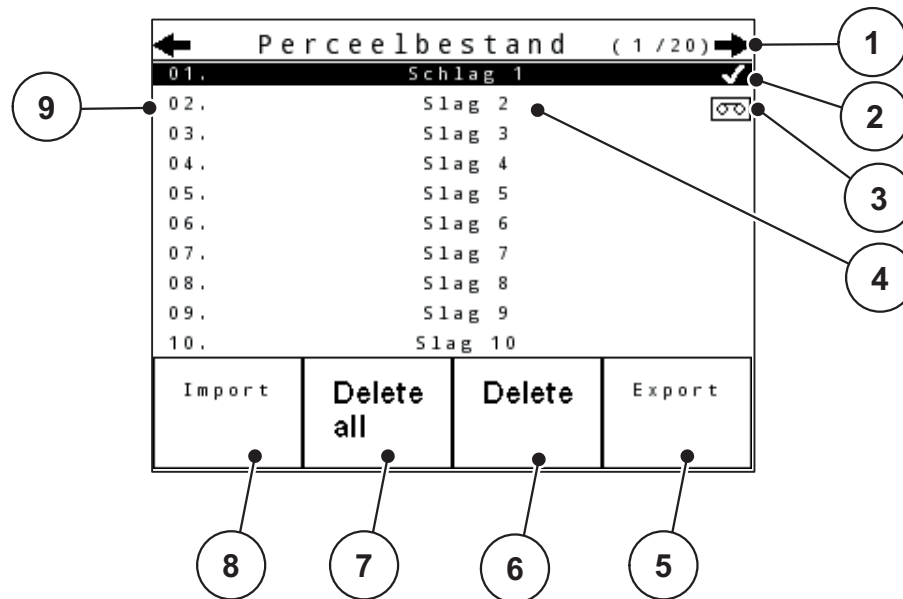 Perceelbestand (1/20)
01. Schlag 1
02. Slag 2
03. Slag 3
04. Slag 4
05. Slag 5
06. Slag 6
07. Slag 7
08. Slag 8
09. Slag 9
10. Slag 10
Import
Delete all
Delete
Export
1
2
3
4
5
6
7
8
9